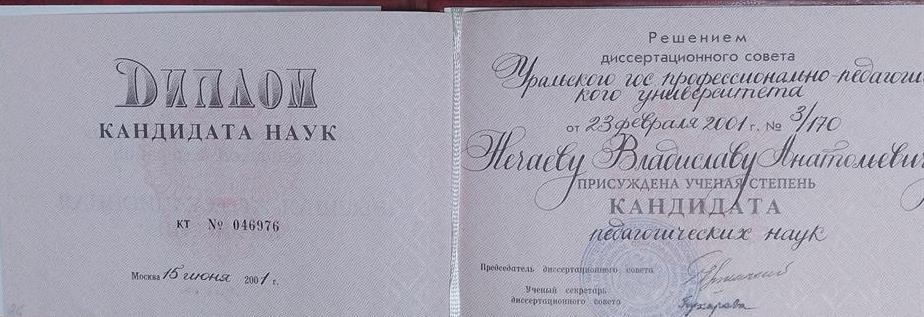 ДИПЛОМ
КАНДИДАТА НАУК
КТ № 046976
Москва 15 июня 2001 г.
Решением
диссертационного совета
Уральского гос профессионально-педагогичес
кого университета
от 23 февраля 2001 г. № 3/170
Нечаеву Владиславу Анатольевичу
ПРИСУЖДЕНА УЧЕНАЯ СТЕПЕНЬ
КАНДИДАТА
педагогических наук
Председатель диссертационного совета
Ученый секретарь
диссертационного совета